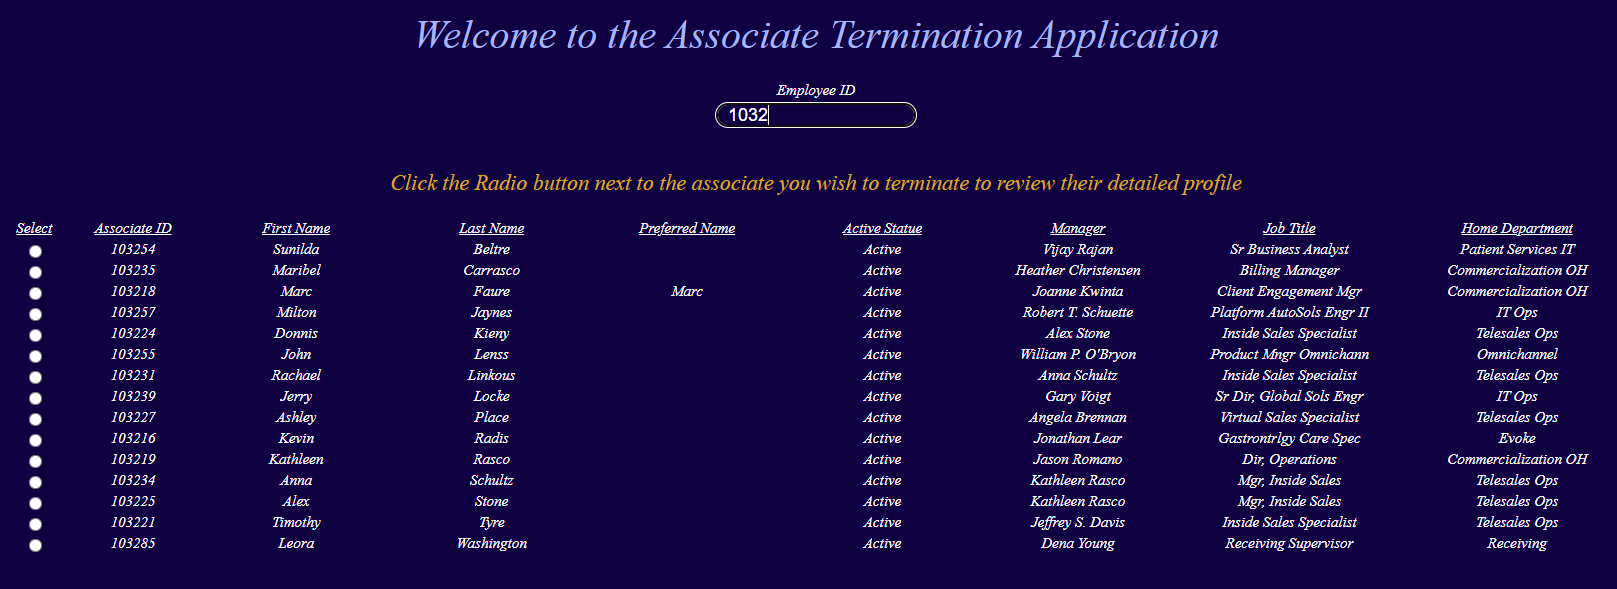 Welcome to the Associate Termination Application
Employee ID
1032
Click the Radio button next to the associate you wish to terminate to review their detailed profile
Select Associate ID First Name Last Name Preferred Name Active Statue Manager Job Title Home Department
103254 Sunilda Beltre Active Vijay Rajan Sr Business Analyst Patient Services IT
103235 Maribel Carrasco Active Heather Christensen Billing Manager Commercialization OH
103218 Marc Faure Marc Active Joanne Kwinta Client Engagement Mgr Commercialization OH
103257 Milton Jaynes Active Robert T. Schuette Platform AutoSols Engr II IT Ops
103224 Donnis Kieny Active Alex Stone Inside Sales Specialist Telesales Ops
103255 John Lenss Active William P. O'Bryon Product Mngr Omnichann Omnichannel
103231 Rachael Linkous Active Anna Schultz Inside Sales Specialist Telesales Ops
103239 Jerry Locke Active Gary Voigt Sr Dir, Global Sols Engr IT Ops
103227 Ashley Place Active Angela Brennan Virtual Sales Specialist Telesales Ops
103216 Kevin Radis Active Jonathan Lear Gastrontrlgy Care Spec Evoke
103219 Kathleen Rasco Active Jason Romano Dir, Operations Commercialization OH
103234 Anna Schultz Active Kathleen Rasco Mgr, Inside Sales Telesales Ops
103225 Alex Stone Active Kathleen Rasco Mgr, Inside Sales Telesales Ops
103221 Timothy Tyre Active Jeffrey S. Davis Inside Sales Specialist Telesales Ops
103285 Leora Washington Active Dena Young Receiving Supervisor Receiving